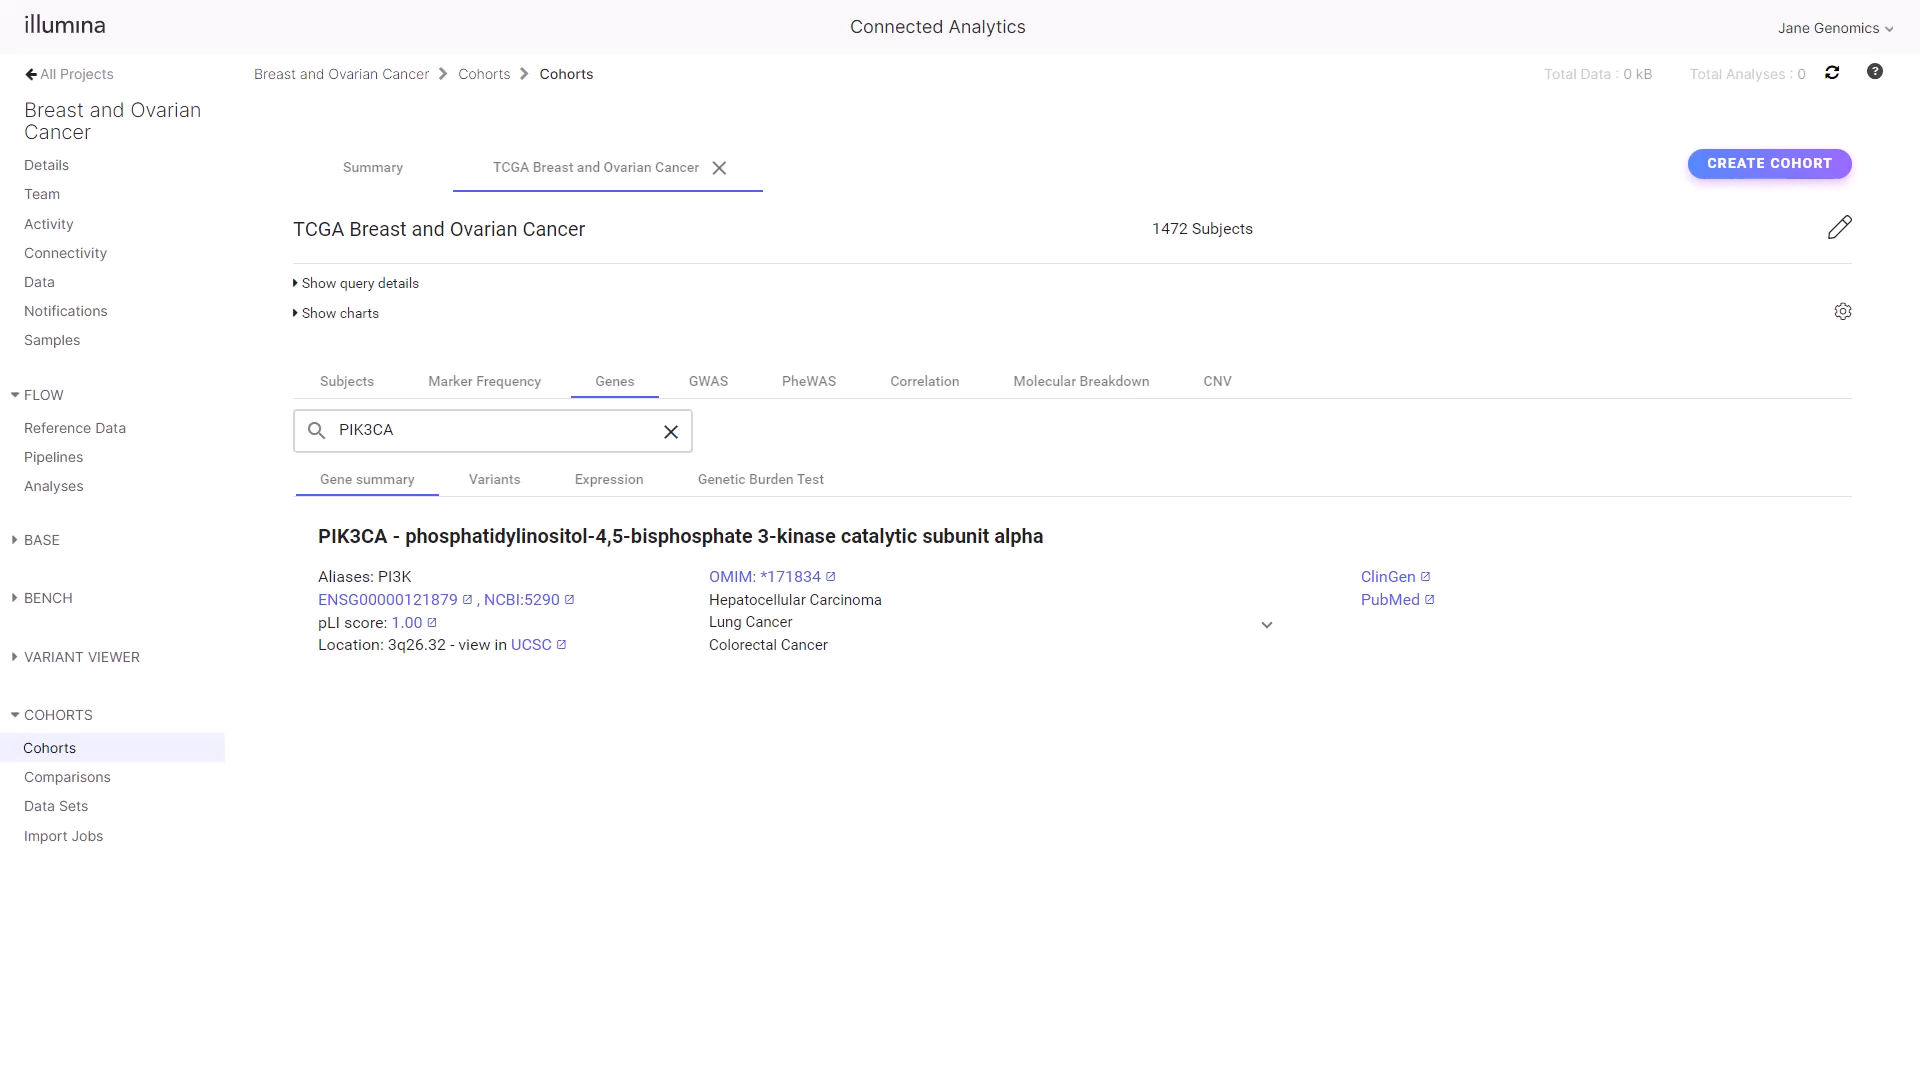 illumina
Connected Analytics
Jane Genomics
All Projects
Breast and Ovarian Cancer
Cohorts
Cohorts
Total Data : 0 kB
Total Analyses : 0
Breast and Ovarian
Cancer
Details
Team
Activity
Connectivity
Data
Notifications
Samples
FLOW
Reference Data
Pipelines
Analyses
BASE
BENCH
VARIANT VIEWER
COHORTS
Cohorts
Comparisons
Data Sets
Import Jobs
Summary
TCGA Breast and Ovarian Cancer
CREATE COHORT
TCGA Breast and Ovarian Cancer
1472 Subjects
Show query details
Show charts
Subjects
Marker Frequency
Genes
GWAS
PheWAS
Correlation
Molecular Breakdown
CNV
PIK3CA
Gene summary
Variants
Expression
Genetic Burden Test
PIK3CA - phosphatidylinositol-4,5-bisphosphate 3-kinase catalytic subunit alpha
Aliases: PI3K
ENSG00000121879 , NCBI:5290
pLI score: 1.00
Location: 3q26.32 - view in UCSC
OMIM: *171834
Hepatocellular Carcinoma
Lung Cancer
Colorectal Cancer
ClinGen
PubMed